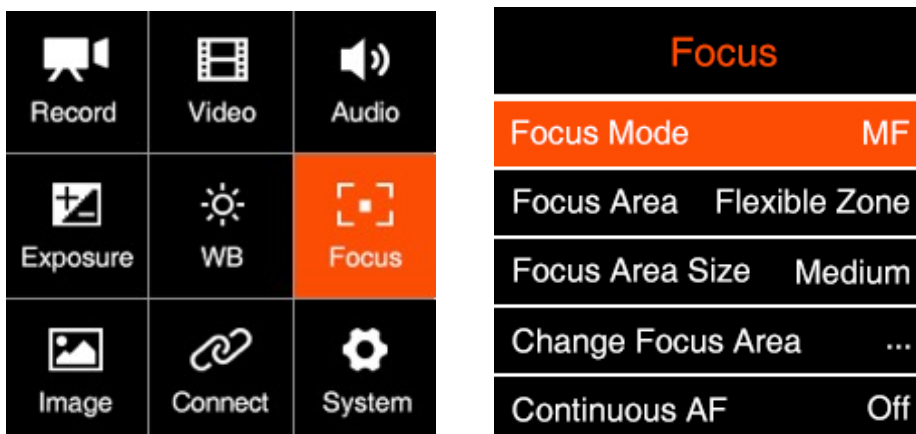 Record Video Audio
Exposure WB Focus
Image Connect System
Focus
Focus Mode MF
Focus Area Flexible Zone
Focus Area Size Medium
Change Focus Area ...
Continuous AF Off